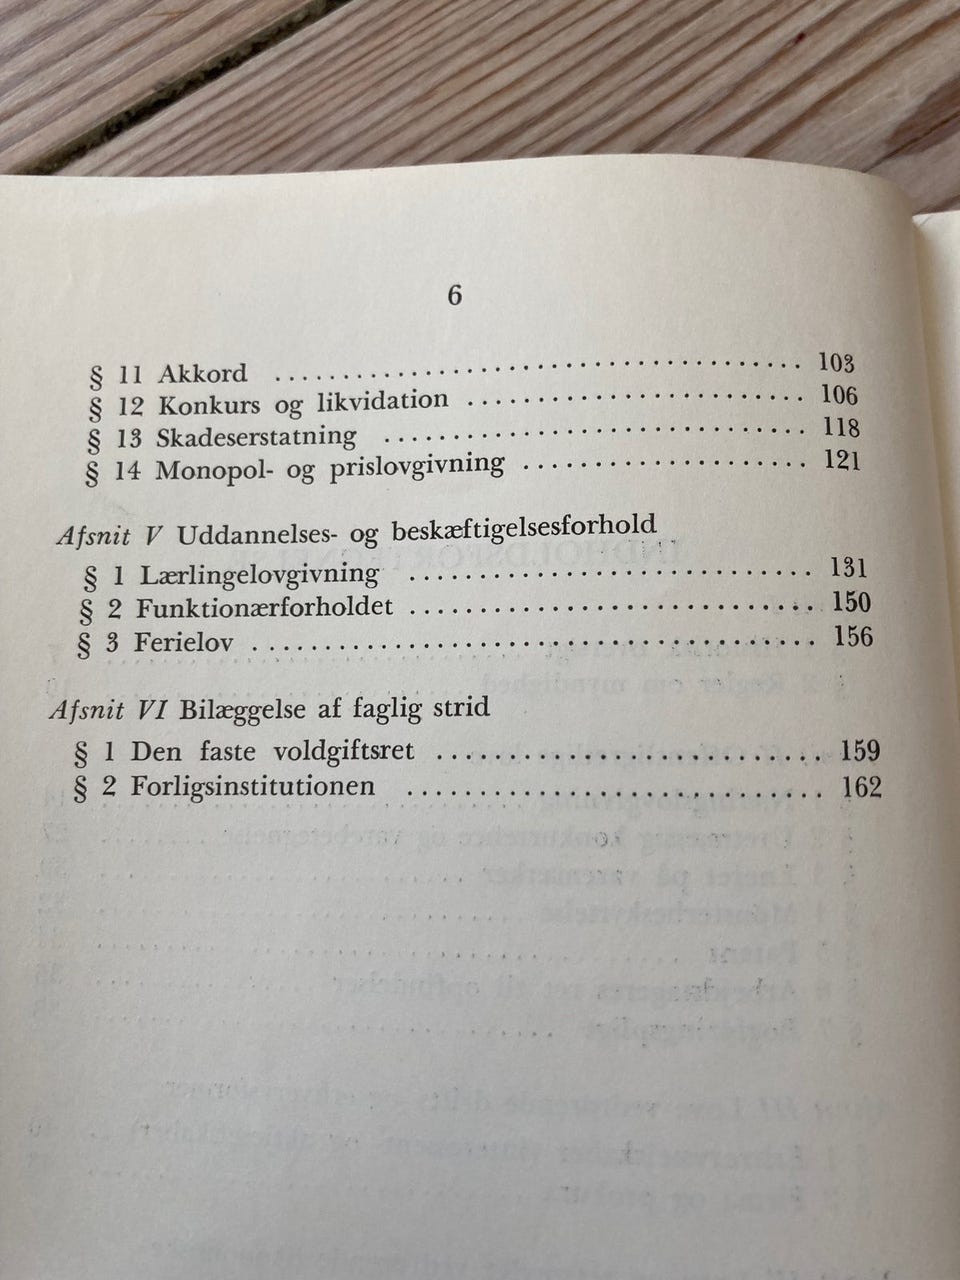 6
§ 11 Akkord .......................................... 103
§ 12 Konkurs og likvidation .......................... 106
§ 13 Skadeserstatning ................................ 118
§ 14 Monopol- og prislovgivning ...................... 121
Afsnit V Uddannelses- og beskæftigelsesforhold
§ 1 Lærlingelovgivning ............................... 131
§ 2 Funktionærforholdet .............................. 150
§ 3 Ferielov ......................................... 156
Afsnit VI Bilæggelse af faglig strid
§ 1 Den faste voldgiftsret ........................... 159
§ 2 Forligsinstitutionen ............................. 162